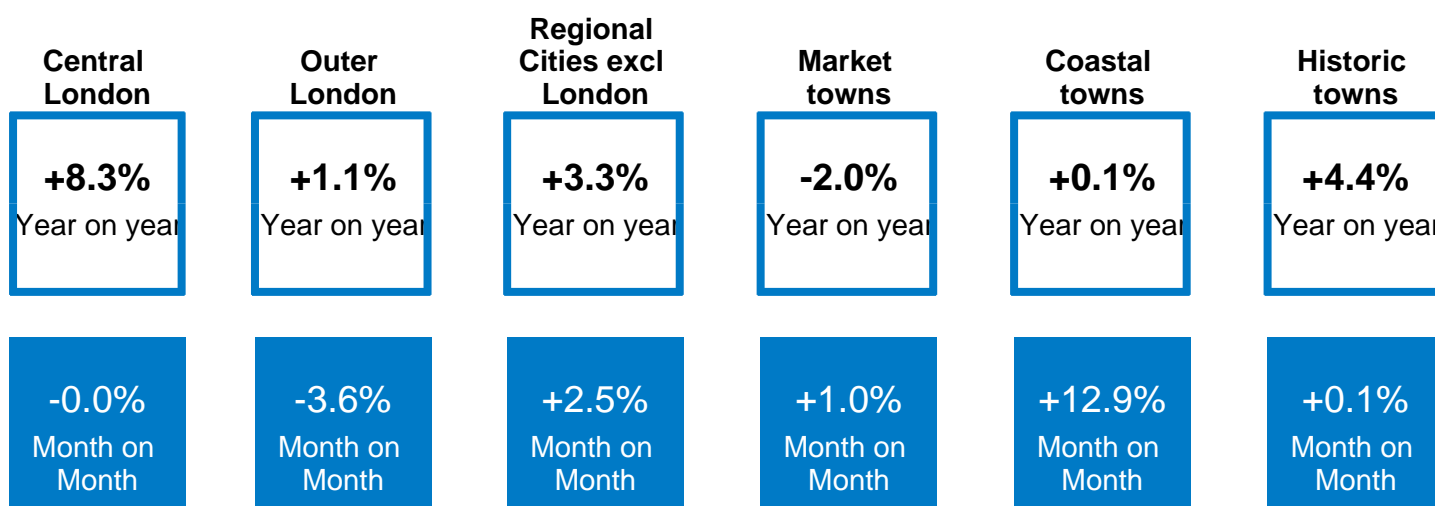 Central
London
+8.3%
Year on year
-0.0%
Month on
Month
Outer
London
+1.1%
Year on year
-3.6%
Month on
Month
Regional
Cities excl
London
+3.3%
Year on year
+2.5%
Month on
Month
Market
towns
-2.0%
Year on year
+1.0%
Month on
Month
Coastal
towns
+0.1%
Year on year
+12.9%
Month on
Month
Historic
towns
+4.4%
Year on year
+0.1%
Month on
Month